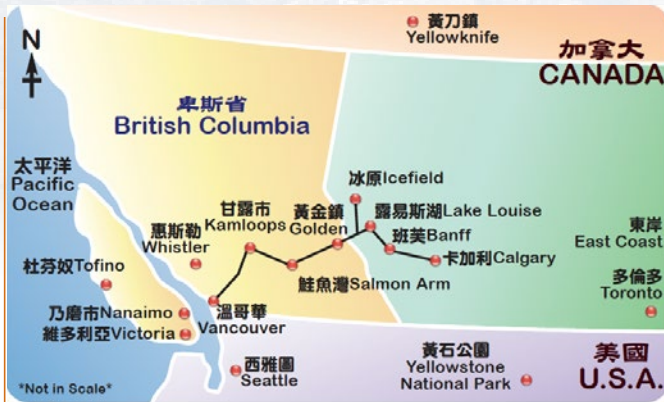 黃刀鎮
Yellowknife
N
加拿大
CANADA
卑斯省
British Columbia
太平洋
Pacific
Ocean
冰原Icefield
甘露市
Kamloops
黃金鎮
Golden
露易斯湖Lake Louise
惠斯勒
Whistler
班芙Banff
東岸
East Coast
卡加利Calgary
杜芬奴Tofino
鮭魚灣Salmon Arm
多倫多
Toronto
乃磨市Nanaimo
溫哥華
Vancouver
維多利亞Victoria
西雅圖
Seattle
黃石公園
Yellowstone
National Park
美國
U.S.A.
*Not in Scale*